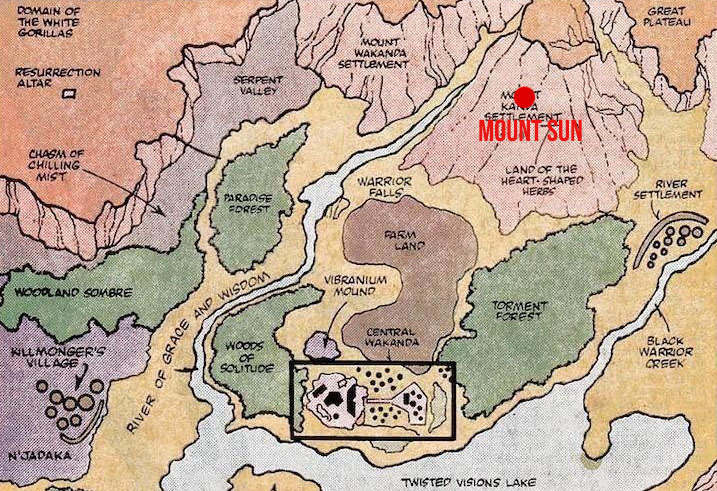 DOMAIN OF
THE WHITE
GORILLAS
RESURRECTION
ALTAR
SERPENT
VALLEY
MOUNT
WAKANDA
SETTLEMENT
GREAT
PLATEAU
SETTLEMENT
MOUNT SUN
LAND OF THE
HEART-SHAPED
HERBS
CHASM OF
CHILLING
MIST
PARADISE
FOREST
WARRIOR
FALLS
RIVER
SETTLEMENT
FARM
LAND
WOODLAND SOMBRE
RIVER OF GRACE AND WISDOM
VIBRANIUM
MOUND
TORMENT
FOREST
CENTRAL
WAKANDA
WOODS
OF
SOLITUDE
BLACK
WARRIOR
CREEK
KILLMONGER'S
VILLAGE
N'JADAKA
TWISTED VISIONS LAKE